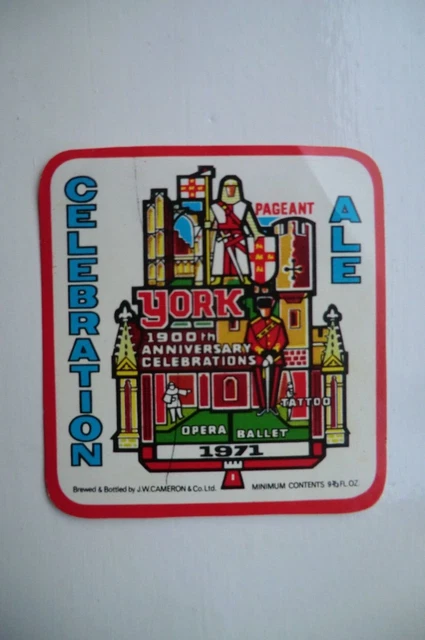 CELEBRATION
ALE
PAGEANT
YORK
1900th
ANNIVERSARY
CELEBRATIONS
TATTOO
OPERA BALLET
1971
Brewed & Bottled by J.W.CAMERON & Co. Ltd. MINIMUM CONTENTS 9⅔ FL.OZ.